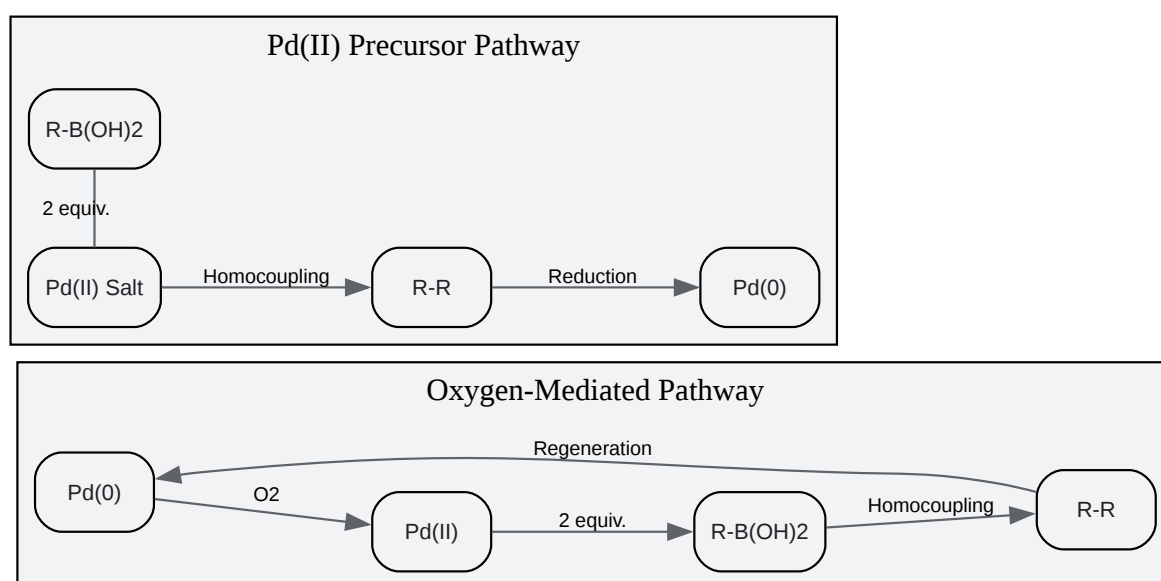 Pd(II) Precursor Pathway
R-B(OH)2
2 equiv.
Pd(II) Salt
Homocoupling
R-R
Reduction
Pd(0)
Oxygen-Mediated Pathway
Regeneration
Pd(0)
O2
Pd(II)
2 equiv.
R-B(OH)2
Homocoupling
R-R